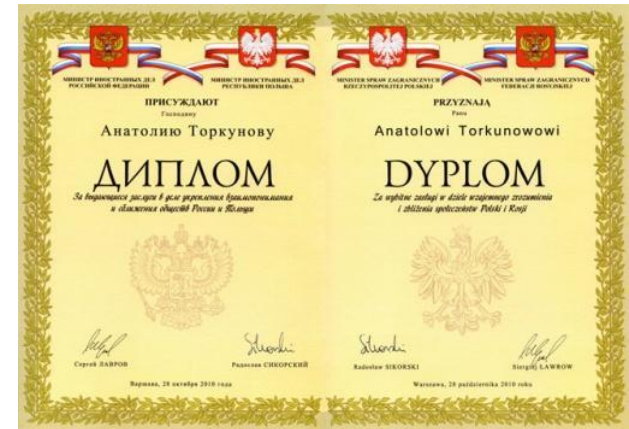 МИНИСТР ИНОСТРАННЫХ ДЕЛ
РОССИЙСКОЙ ФЕДЕРАЦИИ
МИНИСТР ИНОСТРАННЫХ ДЕЛ
РЕСПУБЛИКИ ПОЛЬША
ПРИСУЖДАЮТ
Господину
Анатолию Торкунову
ДИПЛОМ
За выдающиеся заслуги в деле укрепления взаимопонимания
и сближения обществ России и Польши
Сергей ЛАВРОВ
Радослав СИКОРСКИЙ
Варшава, 20 октября 2010 года
MINISTER SPRAW ZAGRANICZNYCH
RZECZYPOSPOLITEJ POLSKIEJ
MINISTER SPRAW ZAGRANICZNYCH
FEDERACJI ROSYJSKIEJ
PRZYZNAJĄ
Panu
Anatolowi Torkunowowi
DYPLOM
Za wybitne zasługi w dziele wzajemnego zrozumienia
i zbliżenia społeczeństw Polski i Rosji
Sikorski
Radosław SIKORSKI
Siergiej ŁAWROW
Warszawa, 20 października 2010 roku